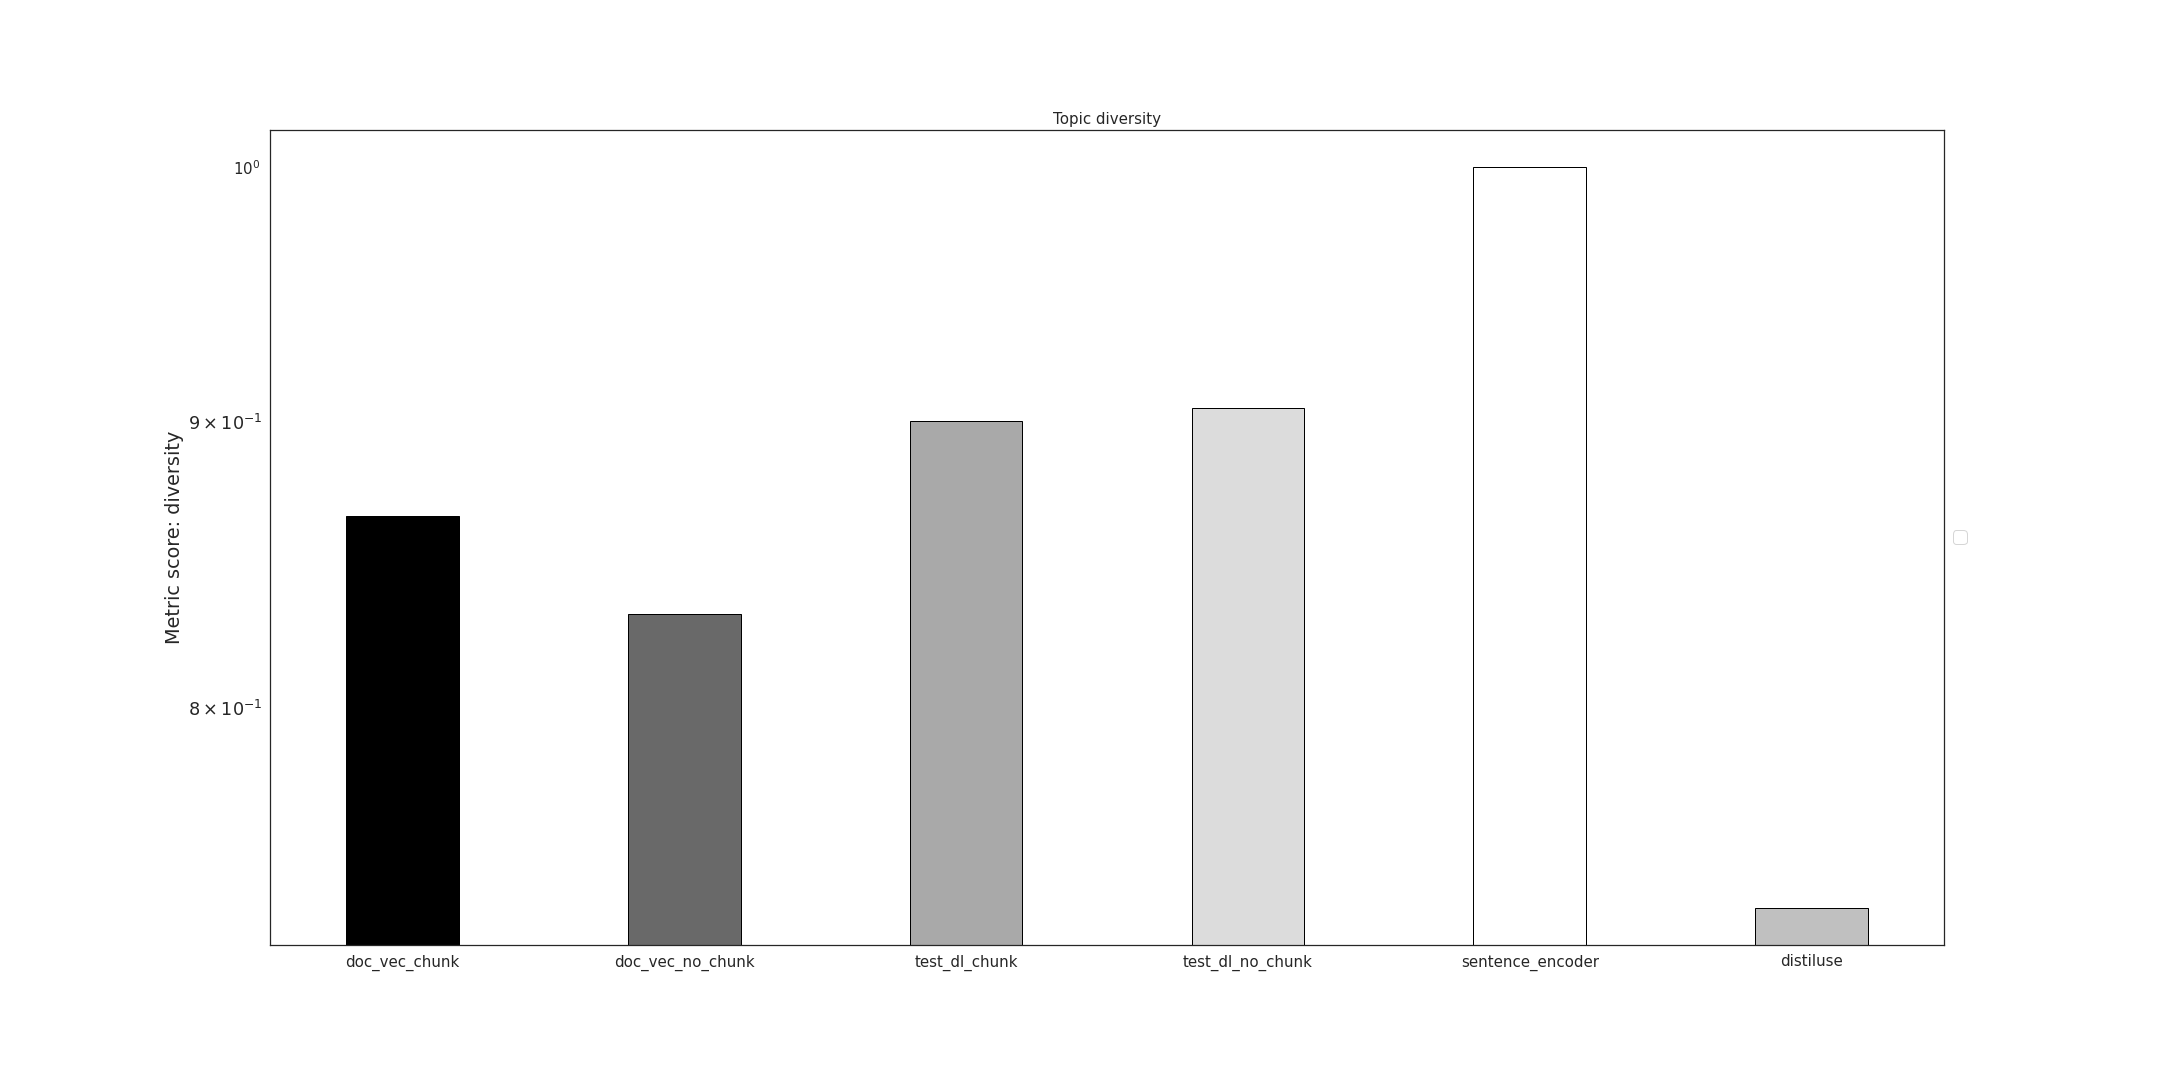 Topic diversity
10⁰
9 × 10⁻¹
8 × 10⁻¹
Metric score: diversity
doc_vec_chunk
doc_vec_no_chunk
test_dl_chunk
test_dl_no_chunk
sentence_encoder
distiluse